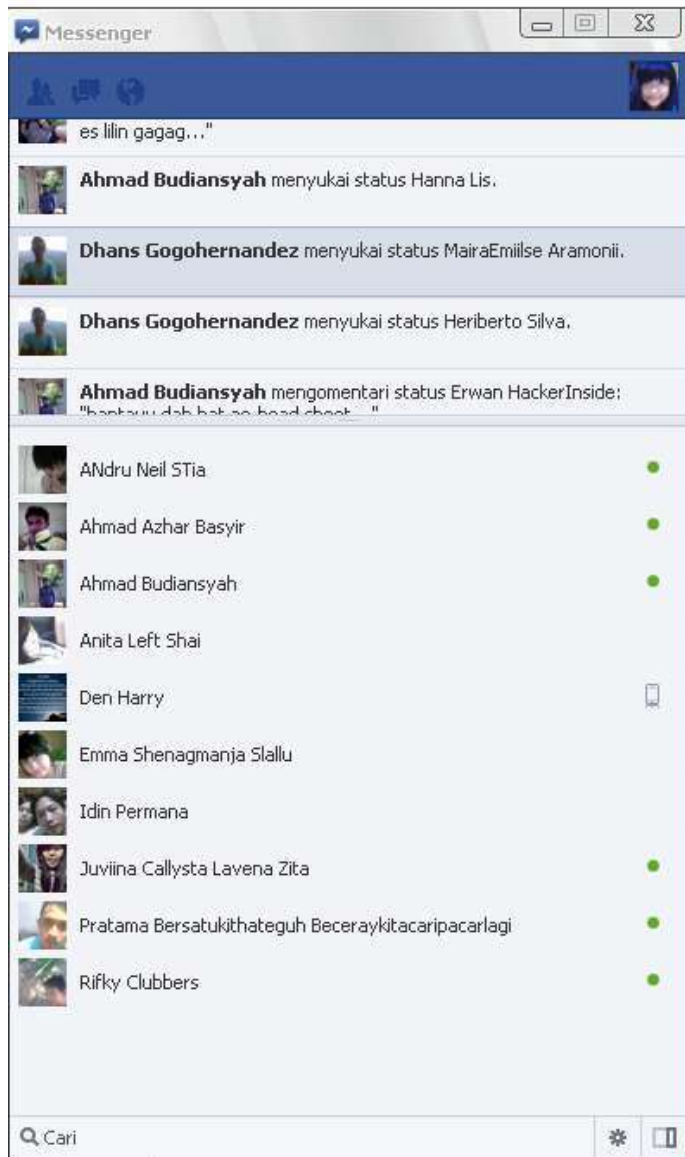 Messenger
es lilin gagag..."
Ahmad Budiansyah menyukai status Hanna Lis.
Dhans Gogohernandez menyukai status MairaEmiilse Aramonii.
Dhans Gogohernandez menyukai status Heriberto Silva.
Ahmad Budiansyah mengomentari status Erwan HackerInside:
ANdru Neil STia
Ahmad Azhar Basyir
Ahmad Budiansyah
Anita Left Shai
Den Harry
Emma Shenagmanja Slallu
Idin Permana
Juviina Callysta Lavena Zita
Pratama Bersatukithateguh Beceraykitacaripacarlagi
Rifky Clubbers
Cari